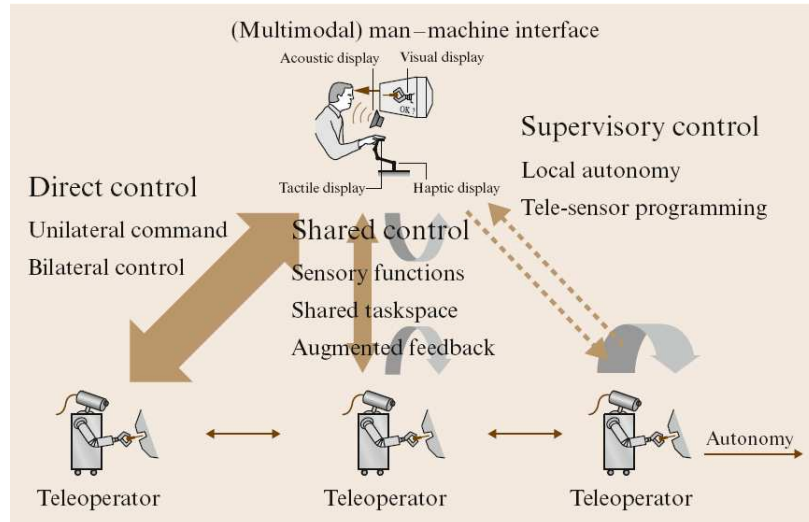 (Multimodal) man–machine interface
Acoustic display
Visual display
OK ?
Tactile display
Haptic display
Direct control
Unilateral command
Bilateral control
Shared control
Sensory functions
Shared taskspace
Augmented feedback
Supervisory control
Local autonomy
Tele-sensor programming
Teleoperator
Teleoperator
Teleoperator
Autonomy